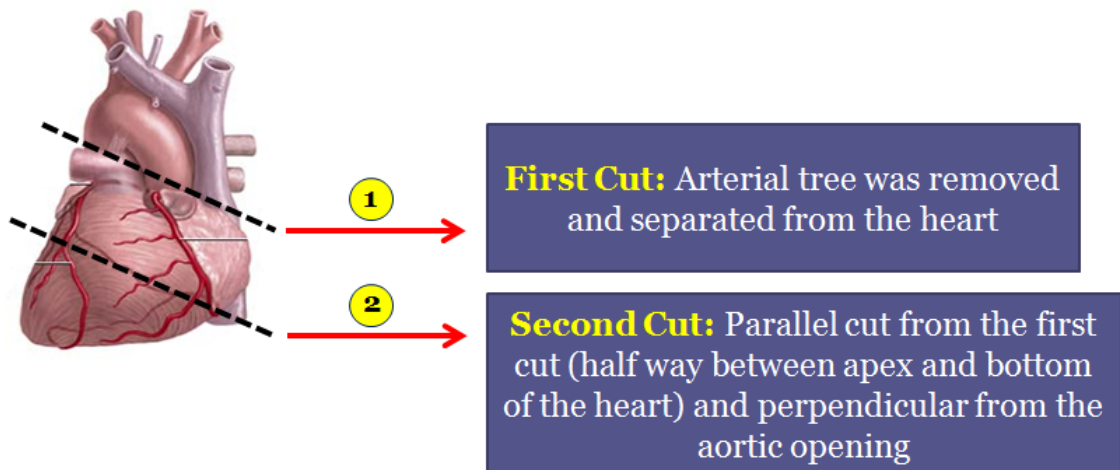 1
First Cut: Arterial tree was removed
and separated from the heart
2
Second Cut: Parallel cut from the first
cut (half way between apex and bottom
of the heart) and perpendicular from the
aortic opening